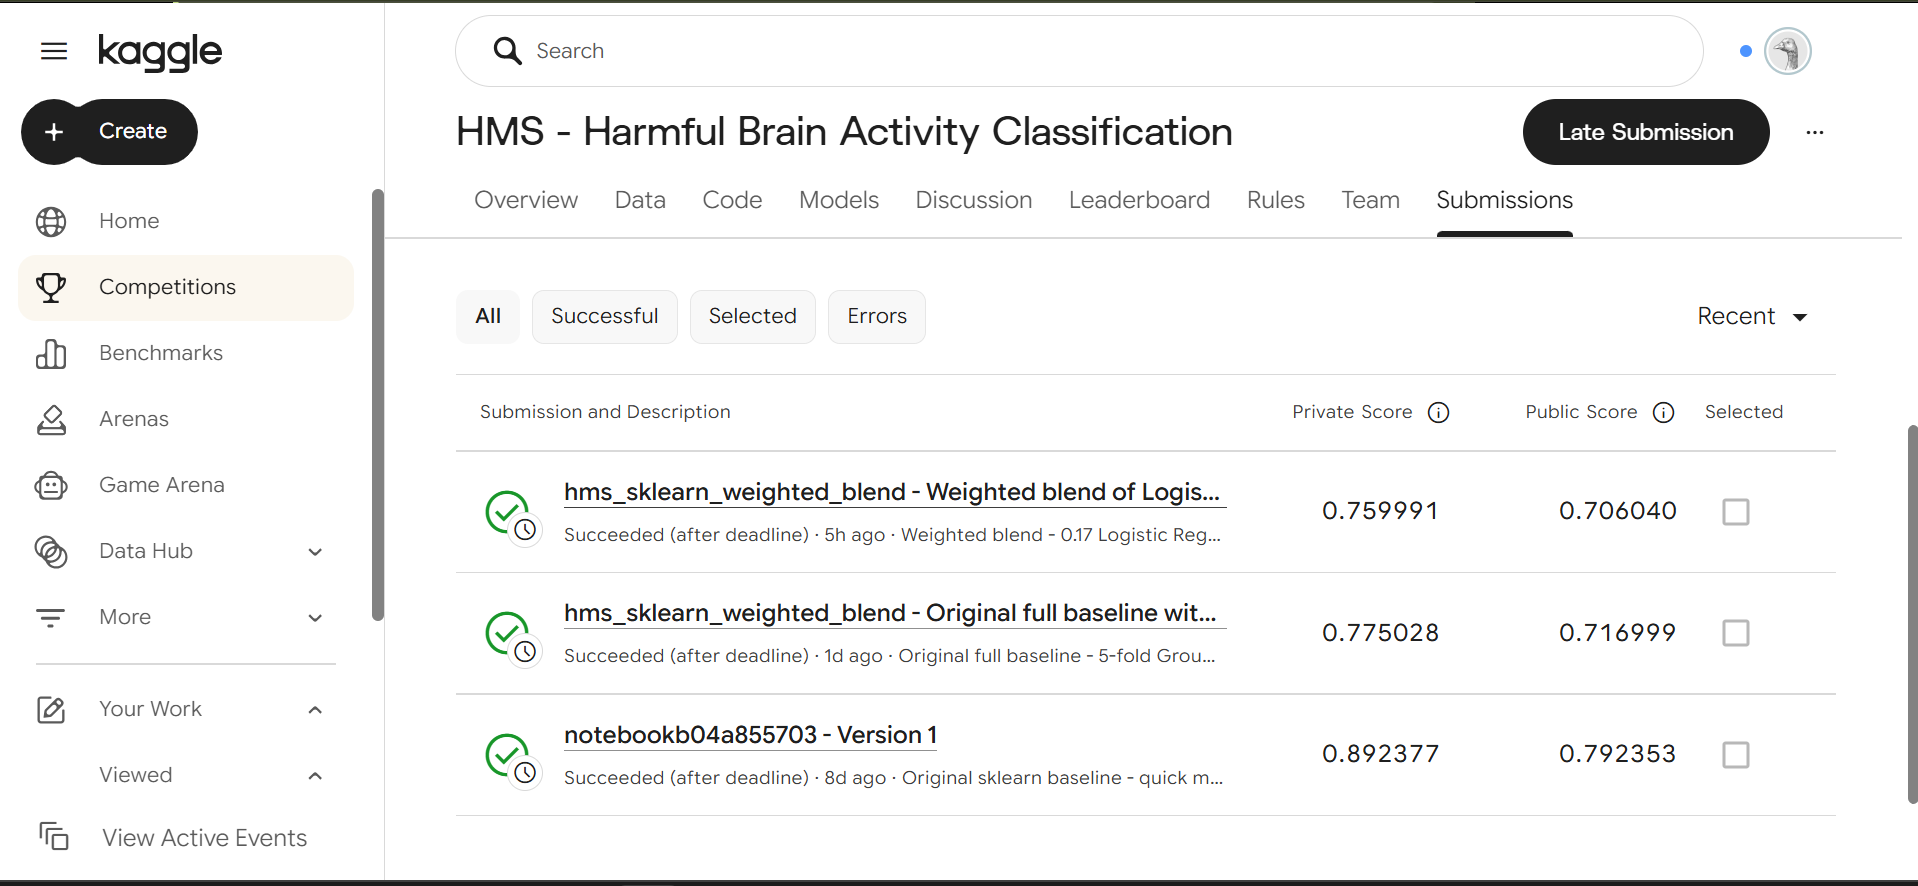 kaggle
Search
Create
HMS - Harmful Brain Activity Classification
Late Submission
Overview Data Code Models Discussion Leaderboard Rules Team Submissions
Home
Competitions
Benchmarks
Arenas
Game Arena
Data Hub
More
Your Work
Viewed
View Active Events
All Successful Selected Errors
Recent
Submission and Description Private Score Public Score Selected
hms_sklearn_weighted_blend - Weighted blend of Logis...
Succeeded (after deadline) · 5h ago · Weighted blend - 0.17 Logistic Reg...
0.759991 0.706040
hms_sklearn_weighted_blend - Original full baseline wit...
Succeeded (after deadline) · 1d ago · Original full baseline - 5-fold Grou...
0.775028 0.716999
notebookb04a855703 - Version 1
Succeeded (after deadline) · 8d ago · Original sklearn baseline - quick m...
0.892377 0.792353